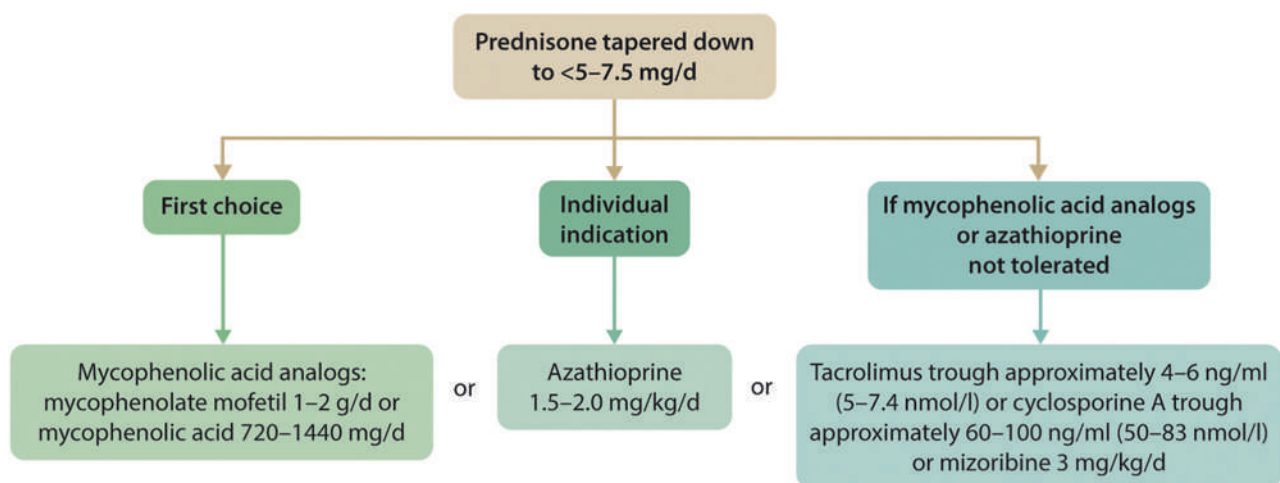 Prednisone tapered down
to <5–7.5 mg/d
First choice
Individual
indication
If mycophenolic acid analogs
or azathioprine
not tolerated
Mycophenolic acid analogs:
mycophenolate mofetil 1–2 g/d or
mycophenolic acid 720–1440 mg/d
or
Azathioprine
1.5–2.0 mg/kg/d
or
Tacrolimus trough approximately 4–6 ng/ml
(5–7.4 nmol/l) or cyclosporine A trough
approximately 60–100 ng/ml (50–83 nmol/l)
or mizoribine 3 mg/kg/d